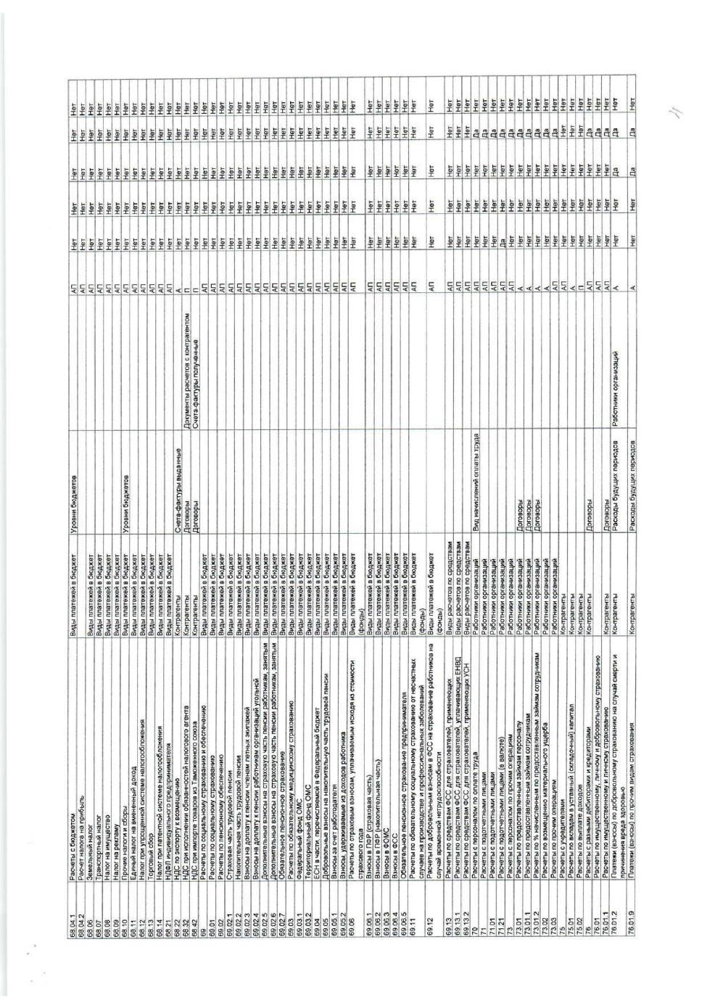 68.04.1 Расчеты с бюджетом Виды платежей в бюджет Уровни бюджетов АП Нет Нет Нет Нет Нет
68.04.2 Расчет налога на прибыль АП Нет Нет Нет Нет Нет
68.06 Земельный налог Виды платежей в бюджет АП Нет Нет Нет Нет Нет
68.07 Транспортный налог Виды платежей в бюджет АП Нет Нет Нет Нет Нет
68.08 Налог на имущество Виды платежей в бюджет АП Нет Нет Нет Нет Нет
68.09 Налог на рекламу Виды платежей в бюджет АП Нет Нет Нет Нет Нет
68.10 Прочие налоги и сборы Виды платежей в бюджет Уровни бюджетов АП Нет Нет Нет Нет Нет
68.11 Единый налог на вмененный доход Виды платежей в бюджет АП Нет Нет Нет Нет Нет
68.12 Налог при упрощенной системе налогообложения Виды платежей в бюджет АП Нет Нет Нет Нет Нет
68.13 Торговый сбор Виды платежей в бюджет АП Нет Нет Нет Нет Нет
68.14 Налог при патентной системе налогообложения Виды платежей в бюджет АП Нет Нет Нет Нет Нет
68.21 НДФЛ индивидуального предпринимателя Виды платежей в бюджет АП Нет Нет Нет Нет Нет
68.22 НДС по экспорту к возмещению Контрагенты Счета-фактуры выданные А Нет Нет Нет Нет Нет
68.32 НДС при исполнении обязанностей налогового агента Контрагенты Договоры Документы расчетов с контрагентом П Нет Нет Нет Нет Нет
68.42 НДС при импорте товаров из Таможенного союза Контрагенты Договоры Счета-фактуры полученные П Нет Нет Нет Нет Нет
69 Расчеты по социальному страхованию и обеспечению Виды платежей в бюджет АП Нет Нет Нет Нет Нет
69.01 Расчеты по социальному страхованию Виды платежей в бюджет АП Нет Нет Нет Нет Нет
69.02 Расчеты по пенсионному обеспечению Виды платежей в бюджет АП Нет Нет Нет Нет Нет
69.02.1 Страховая часть трудовой пенсии Виды платежей в бюджет АП Нет Нет Нет Нет Нет
69.02.2 Накопительная часть трудовой пенсии Виды платежей в бюджет АП Нет Нет Нет Нет Нет
69.02.3 Взносы на доплату к пенсии членам летных экипажей Виды платежей в бюджет АП Нет Нет Нет Нет Нет
69.02.4 Взносы на доплату к пенсии работникам организаций угольной Виды платежей в бюджет АП Нет Нет Нет Нет Нет
69.02.5 Дополнительные взносы на страховую часть пенсии работникам, занятым Виды платежей в бюджет АП Нет Нет Нет Нет Нет
69.02.6 Дополнительные взносы на страховую часть пенсии работникам, занятым Виды платежей в бюджет АП Нет Нет Нет Нет Нет
69.02.7 Обязательное пенсионное страхование Виды платежей в бюджет АП Нет Нет Нет Нет Нет
69.03 Расчеты по обязательному медицинскому страхованию Виды платежей в бюджет АП Нет Нет Нет Нет Нет
69.03.1 Федеральный фонд ОМС Виды платежей в бюджет АП Нет Нет Нет Нет Нет
69.03.2 Территориальный фонд ОМС Виды платежей в бюджет АП Нет Нет Нет Нет Нет
69.04 ЕСН в части, перечисляемой в Федеральный бюджет Виды платежей в бюджет АП Нет Нет Нет Нет Нет
69.05 Добровольные взносы на накопительную часть трудовой пенсии Виды платежей в бюджет АП Нет Нет Нет Нет Нет
69.05.1 Взносы за счет работодателя Виды платежей в бюджет АП Нет Нет Нет Нет Нет
69.05.2 Взносы, удерживаемые из доходов работника Виды платежей в бюджет АП Нет Нет Нет Нет Нет
69.06 Расчеты по страховым взносам, уплачиваемым исходя из стоимости Виды платежей в бюджет АП Нет Нет Нет Нет Нет
страхового года (фонды)
69.06.1 Взносы в ПФР (страховая часть) Виды платежей в бюджет АП Нет Нет Нет Нет Нет
69.06.2 Взносы в ПФР (накопительная часть) Виды платежей в бюджет АП Нет Нет Нет Нет Нет
69.06.3 Взносы в ФОМС Виды платежей в бюджет АП Нет Нет Нет Нет Нет
69.06.4 Взносы в ФСС Виды платежей в бюджет АП Нет Нет Нет Нет Нет
69.06.5 Обязательное пенсионное страхование предпринимателя Виды платежей в бюджет АП Нет Нет Нет Нет Нет
69.11 Расчеты по обязательному социальному страхованию от несчастных Виды платежей в бюджет АП Нет Нет Нет Нет Нет
случаев на производстве и профессиональных заболеваний (фонды)
69.12 Расчеты по добровольным взносам в ФСС на страхование работников на Виды платежей в бюджет АП Нет Нет Нет Нет Нет
случай временной нетрудоспособности (фонды)
69.13 Расчеты по средствам ФСС для страхователей, применяющих Виды расчетов по средствам АП Нет Нет Нет Нет Нет
69.13.1 Расчеты по средствам ФСС для страхователей, уплачивающих ЕНВД Виды расчетов по средствам АП Нет Нет Нет Нет Нет
69.13.2 Расчеты по средствам ФСС для страхователей, применяющих УСН Виды расчетов по средствам АП Нет Нет Нет Нет Нет
70 Расчеты с персоналом по оплате труда Работники организаций Вид начислений оплаты труда АП Нет Нет Нет Да Нет
71 Расчеты с подотчетными лицами Работники организаций АП Нет Нет Нет Да Нет
71.01 Расчеты с подотчетными лицами Работники организаций АП Нет Нет Нет Да Нет
71.21 Расчеты с подотчетными лицами (в валюте) Работники организаций АП Да Нет Нет Да Нет
73 Расчеты с персоналом по прочим операциям Работники организаций АП Нет Нет Нет Да Нет
73.01 Расчеты по предоставленным займам персоналу Работники организаций Договоры А Нет Нет Нет Да Нет
73.01.1 Расчеты по предоставленным займам сотрудникам Работники организаций Договоры А Нет Нет Нет Да Нет
73.01.2 Расчеты по % начисленным по предоставленным займам сотрудникам Работники организаций Договоры А Нет Нет Нет Да Нет
73.02 Расчеты по возмещению материального ущерба Работники организаций А Нет Нет Нет Да Нет
73.03 Расчеты по прочим операциям Работники организаций АП Нет Нет Нет Да Нет
75 Расчеты с учредителями Контрагенты АП Нет Нет Нет Нет Нет
75.01 Расчеты по вкладам в уставный (складочный) капитал Контрагенты А Нет Нет Нет Нет Нет
75.02 Расчеты по выплате доходов Контрагенты П Нет Нет Нет Нет Нет
76 Расчеты с разными дебиторами и кредиторами Контрагенты Договоры АП Нет Нет Нет Да Нет
76.01 Расчеты по имущественному, личному и добровольному страхованию Контрагенты АП Нет Нет Нет Да Нет
76.01.1 Расчеты по имущественному и личному страхованию Контрагенты Договоры АП Нет Нет Нет Да Нет
76.01.2 Платежи (взносы) по добровольному страхованию на случай смерти и Контрагенты Расходы будущих периодов Работники организаций А Нет Нет Да Да Нет
причинения вреда здоровью
76.01.9 Платежи (взносы) по прочим видам страхования Контрагенты Расходы будущих периодов А Нет Нет Да Да Нет